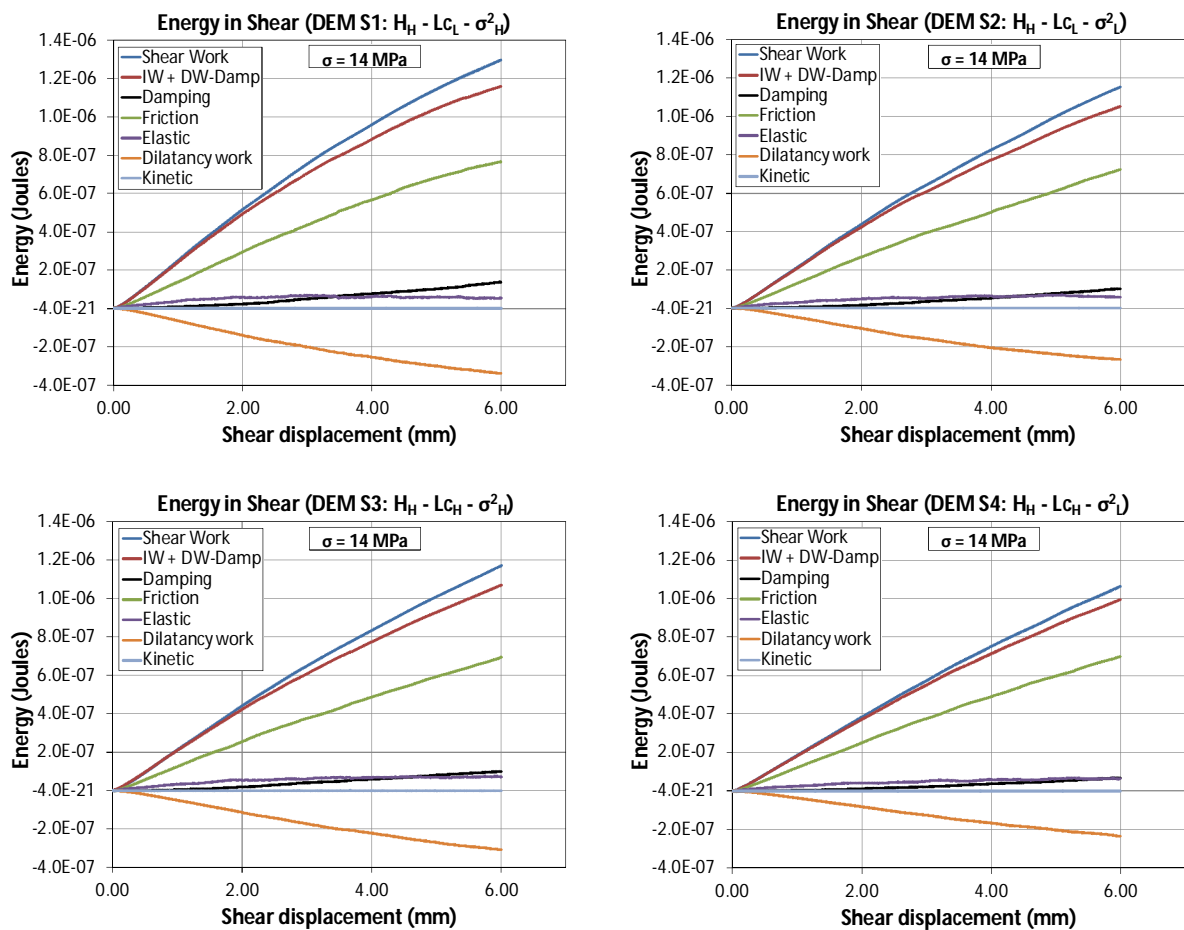 Energy in Shear (DEM S1: H_H - Lc_L - σ²_H)
1.4E-06
1.2E-06
1.0E-06
8.0E-07
6.0E-07
4.0E-07
2.0E-07
-4.0E-21
-2.0E-07
-4.0E-07
Energy (Joules)
Shear Work
IW + DW-Damp
Damping
Friction
Elastic
Dilatancy work
Kinetic
σ = 14 MPa
0.00 2.00 4.00 6.00
Shear displacement (mm)
Energy in Shear (DEM S2: H_H - Lc_L - σ²_L)
1.4E-06
1.2E-06
1.0E-06
8.0E-07
6.0E-07
4.0E-07
2.0E-07
-4.0E-21
-2.0E-07
-4.0E-07
Energy (Joules)
Shear Work
IW + DW-Damp
Damping
Friction
Elastic
Dilatancy work
Kinetic
σ = 14 MPa
0.00 2.00 4.00 6.00
Shear displacement (mm)
Energy in Shear (DEM S3: H_H - Lc_H - σ²_H)
1.4E-06
1.2E-06
1.0E-06
8.0E-07
6.0E-07
4.0E-07
2.0E-07
-4.0E-21
-2.0E-07
-4.0E-07
Energy (Joules)
Shear Work
IW + DW-Damp
Damping
Friction
Elastic
Dilatancy work
Kinetic
σ = 14 MPa
0.00 2.00 4.00 6.00
Shear displacement (mm)
Energy in Shear (DEM S4: H_H - Lc_H - σ²_L)
1.4E-06
1.2E-06
1.0E-06
8.0E-07
6.0E-07
4.0E-07
2.0E-07
-4.0E-21
-2.0E-07
-4.0E-07
Energy (Joules)
Shear Work
IW + DW-Damp
Damping
Friction
Elastic
Dilatancy work
Kinetic
σ = 14 MPa
0.00 2.00 4.00 6.00
Shear displacement (mm)